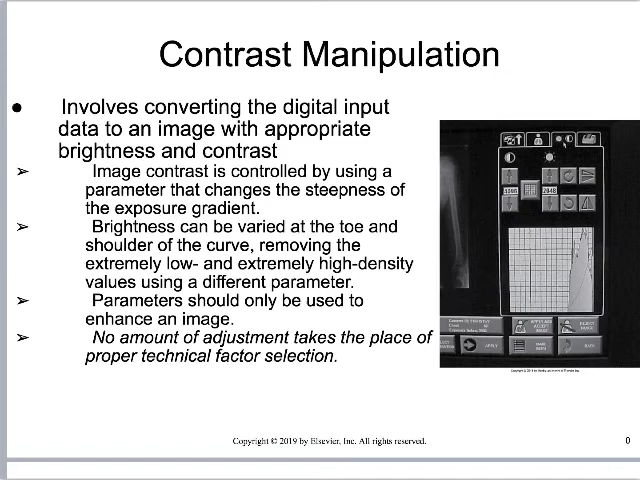 Contrast Manipulation
● Involves converting the digital input
data to an image with appropriate
brightness and contrast
➢ Image contrast is controlled by using a
parameter that changes the steepness of
the exposure gradient.
➢ Brightness can be varied at the toe and
shoulder of the curve, removing the
extremely low- and extremely high-density
values using a different parameter.
➢ Parameters should only be used to
enhance an image.
➢ No amount of adjustment takes the place of
proper technical factor selection.
4096 2048
APPLY
Copyright © 2019 by Elsevier, Inc. All rights reserved.
0